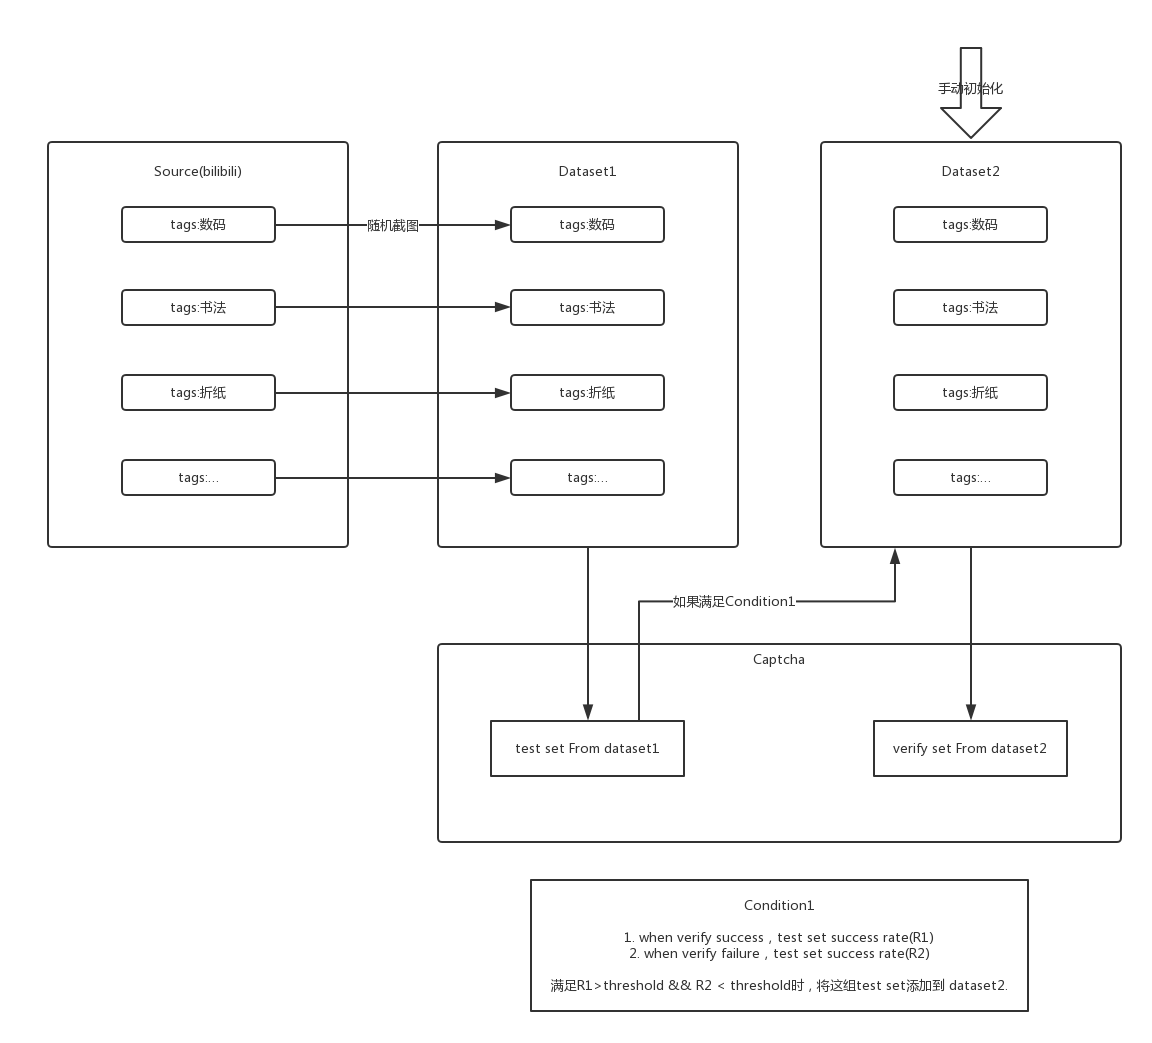 手动初始化
Source(bilibili)
tags:数码
tags:书法
tags:折纸
tags:...
随机截图
Dataset1
tags:数码
tags:书法
tags:折纸
tags:...
Dataset2
tags:数码
tags:书法
tags:折纸
tags:...
如果满足Condition1
Captcha
test set From dataset1
verify set From dataset2
Condition1
1. when verify success , test set success rate(R1)
2. when verify failure , test set success rate(R2)
满足R1>threshold && R2 < threshold时 , 将这组test set添加到 dataset2.